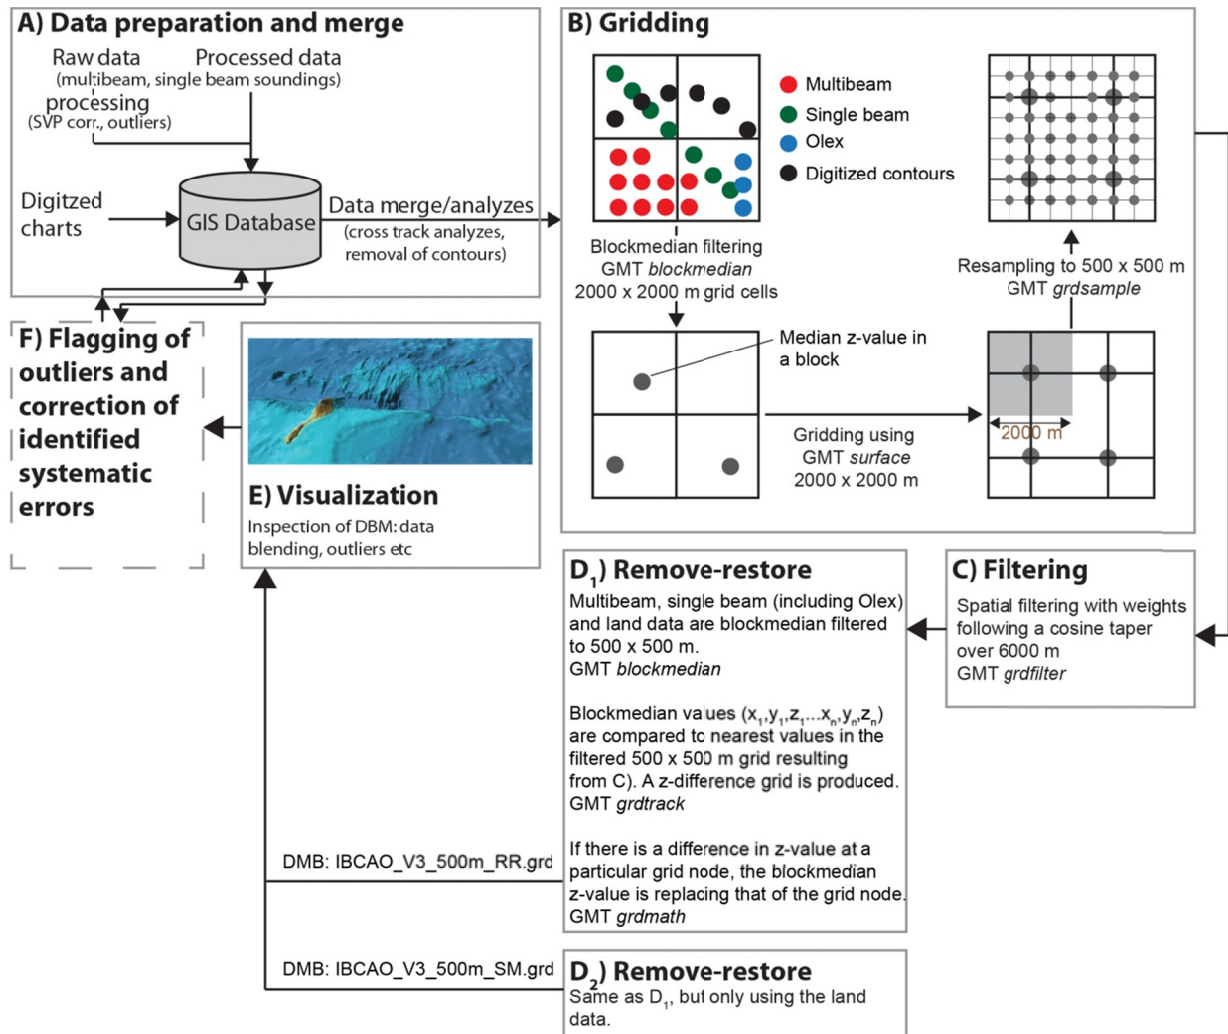 A) Data preparation and merge
Raw data
Processed data
(multibeam, single beam soundings)
processing
(SVP cor., outliers)
Digitzed
charts
GIS Database
Data merge/analyzes
(cross track analyzes,
removal of contours)
B) Gridding
Multibeam
Single beam
Olex
Digitized contours
Blockmedian filtering
GMT blockmedian
2000 x 2000 m grid cells
Resampling to 500 x 500 m
GMT grdsample
Median z-value in
a block
Gridding using
GMT surface
2000 x 2000 m
2000 m
F) Flagging of
outliers and
correction of
identified
systematic
errors
E) Visualization
Inspection of DBM: data
blending, outliers etc
C) Filtering
Spatial filtering with weights
following a cosine taper
over 6000 m
GMT grdfilter
D1) Remove-restore
Multibeam, single beam (including Olex)
and land data are blockmedian filtered
to 500 x 500 m.
GMT blockmedian
Blockmedian values (x1,y1,z1...xn,yn,zn)
are compared to nearest values in the
filtered 500 x 500 m grid resulting
from C). A z-difference grid is produced.
GMT grdtrack
If there is a difference in z-value at a
particular grid node, the blockmedian
z-value is replacing that of the grid node.
GMT grdmath
DMB: IBCAO_V3_500m_RR.grd
DMB: IBCAO_V3_500m_SM.grd
D2) Remove-restore
Same as D1, but only using the land
data.